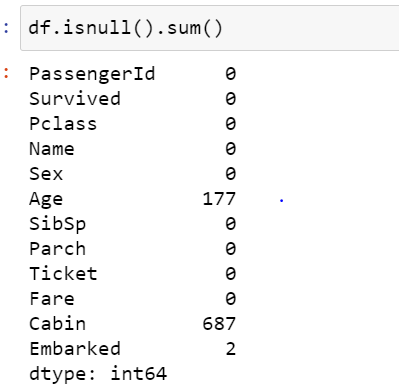 : df.isnull().sum()
: PassengerId 0
Survived 0
Pclass 0
Name 0
Sex 0
Age 177
SibSp 0
Parch 0
Ticket 0
Fare 0
Cabin 687
Embarked 2
dtype: int64